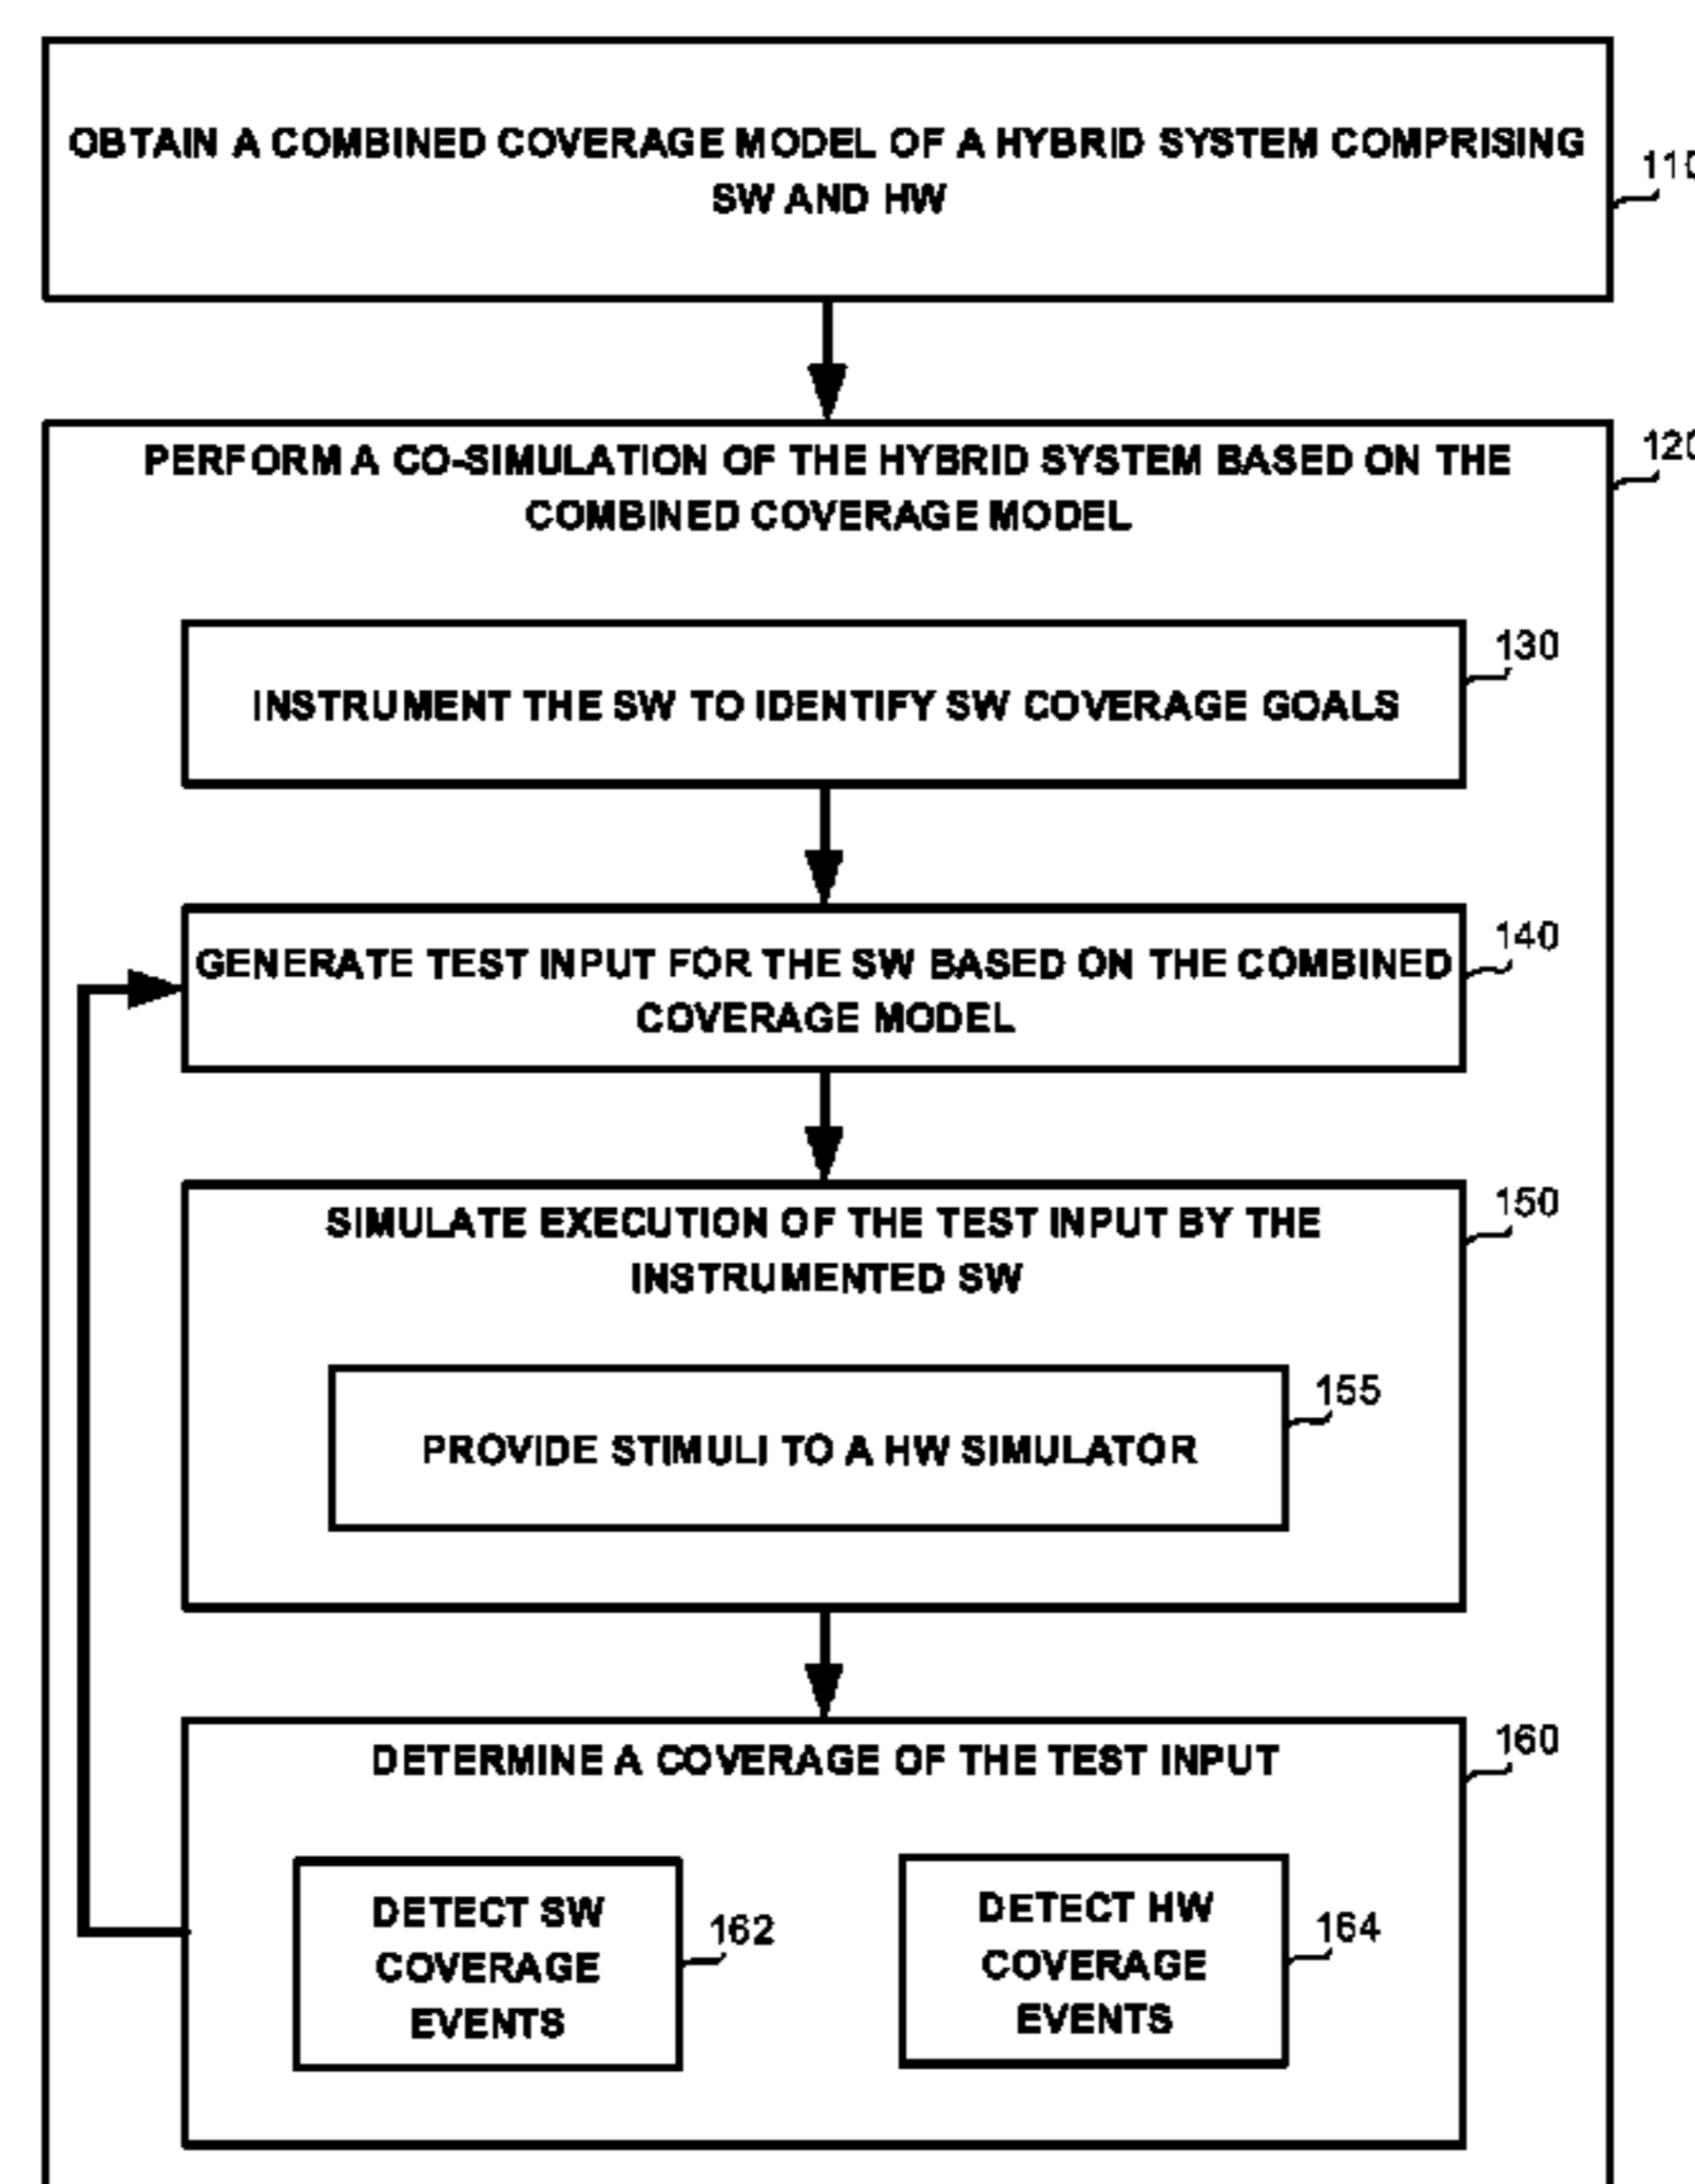 OBTAIN A COMBINED COVERAGE MODEL OF A HYBRID SYSTEM COMPRISING
SW AND HW
110
PERFORM A CO-SIMULATION OF THE HYBRID SYSTEM BASED ON THE
COMBINED COVERAGE MODEL
120
130
INSTRUMENT THE SW TO IDENTIFY SW COVERAGE GOALS
140
GENERATE TEST INPUT FOR THE SW BASED ON THE COMBINED
COVERAGE MODEL
150
SIMULATE EXECUTION OF THE TEST INPUT BY THE
INSTRUMENTED SW
155
PROVIDE STIMULI TO A HW SIMULATOR
160
DETERMINE A COVERAGE OF THE TEST INPUT
DETECT SW
COVERAGE
EVENTS
162
DETECT HW
COVERAGE
EVENTS
164